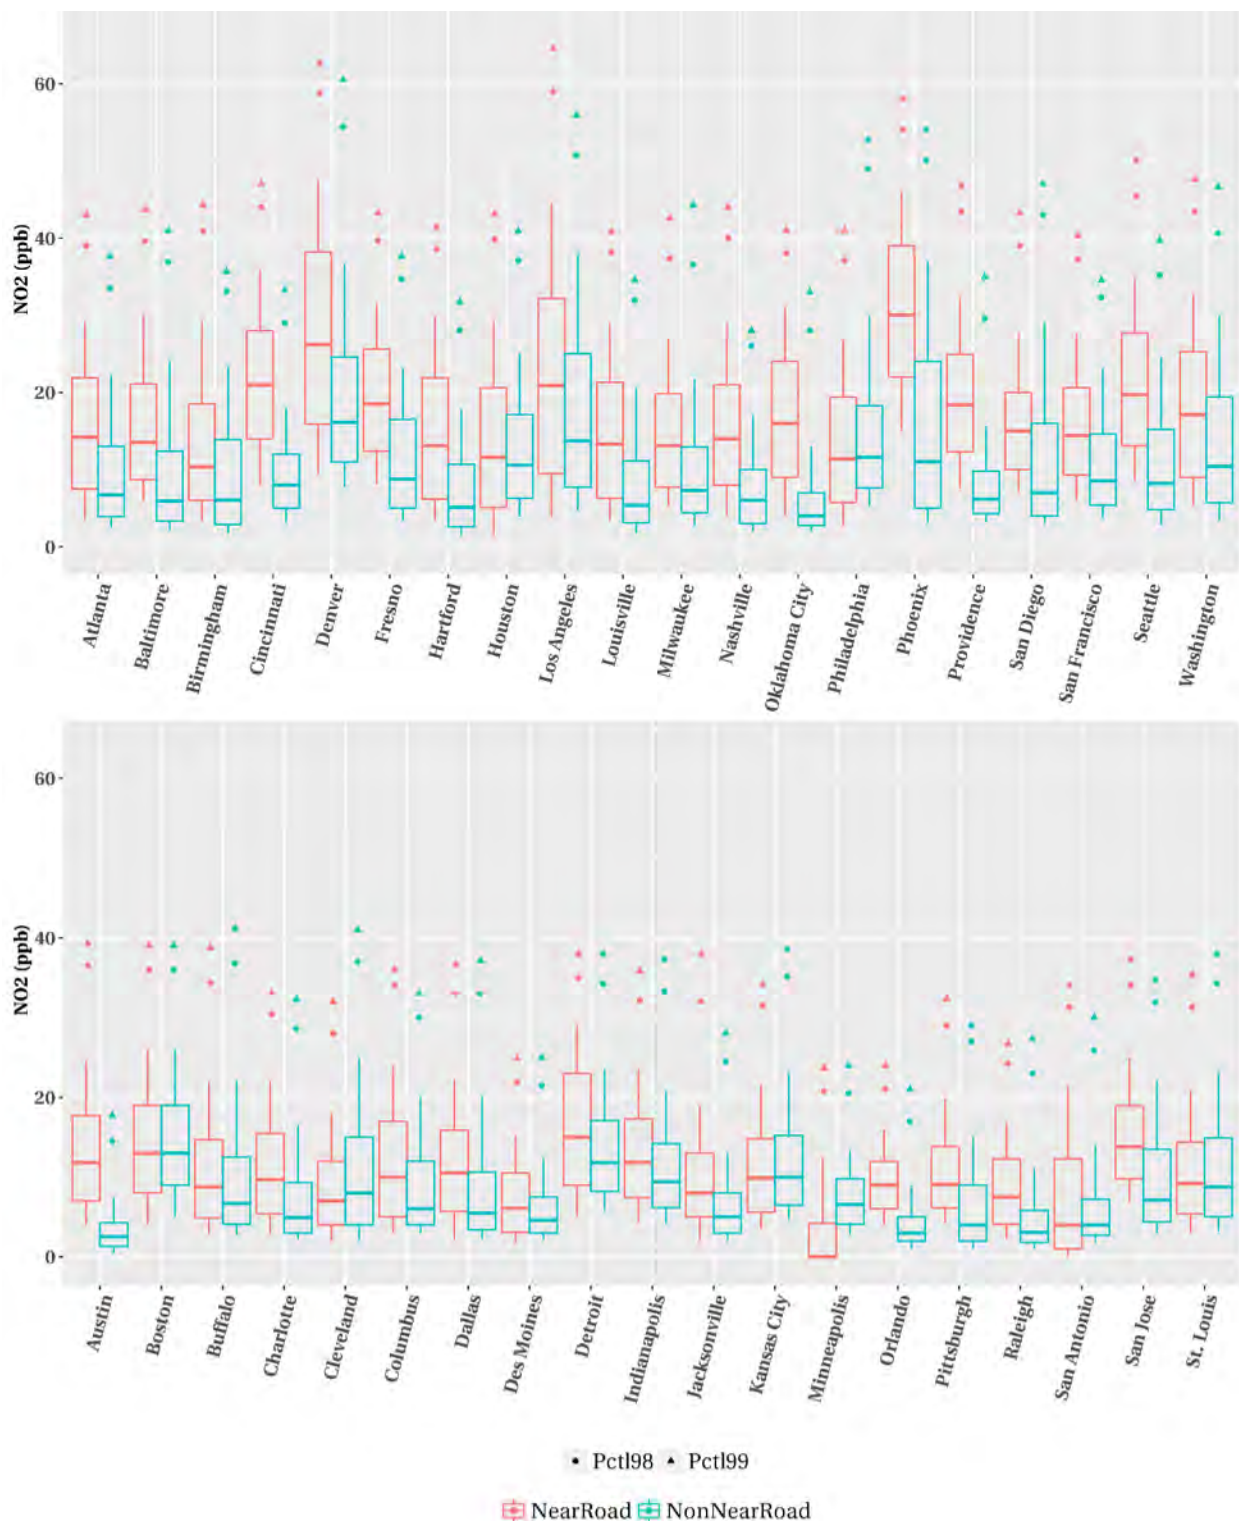 60
40
20
0
NO2 (ppb)
Atlanta
Baltimore
Birmingham
Cincinnati
Denver
Fresno
Hartford
Houston
Los Angeles
Louisville
Milwaukee
Nashville
Oklahoma City
Philadelphia
Phoenix
Providence
San Diego
San Francisco
Seattle
Washington
60
40
20
0
NO2 (ppb)
Austin
Boston
Buffalo
Charlotte
Cleveland
Columbus
Dallas
Des Moines
Detroit
Indianapolis
Jacksonville
Kansas City
Minneapolis
Orlando
Pittsburgh
Raleigh
San Antonio
San Jose
St. Louis
Pctl98 Pctl99
NearRoad NonNearRoad